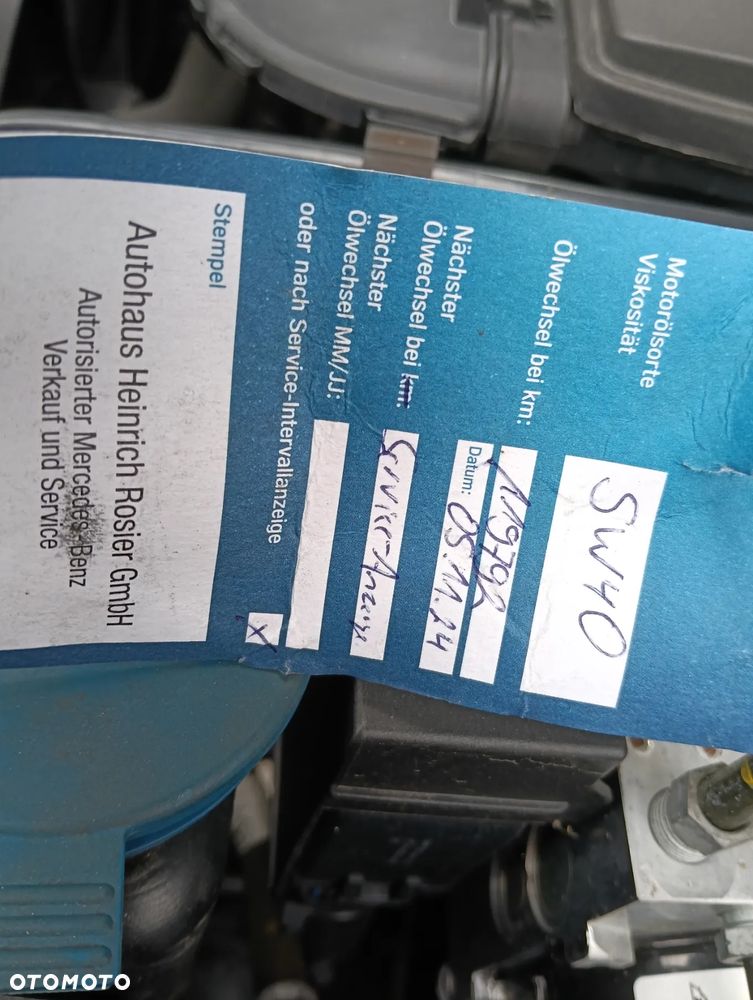 Motorölsorte
Viskosität
5W40
Ölwechsel bei km:
119792
Datum: 05.11.24
Nächster
Ölwechsel bei km:
Service-Anzeige
Nächster
Ölwechsel MM/JJ:
oder nach Service-Intervallanzeige
x
Stempel
Autohaus Heinrich Rosier GmbH
Autorisierter Mercedes-Benz
Verkauf und Service
OTOMOTO